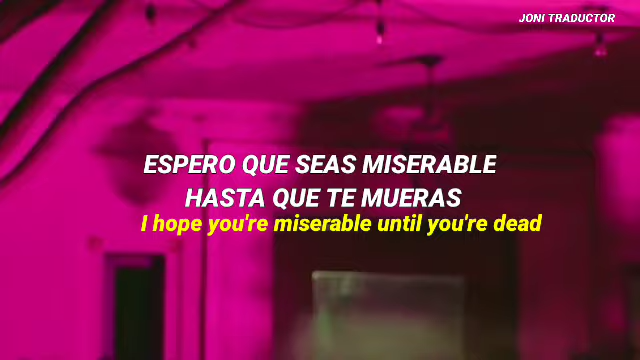 JONI TRADUCTOR
ESPERO QUE SEAS MISERABLE
HASTA QUE TE MUERAS
I hope you're miserable until you're dead